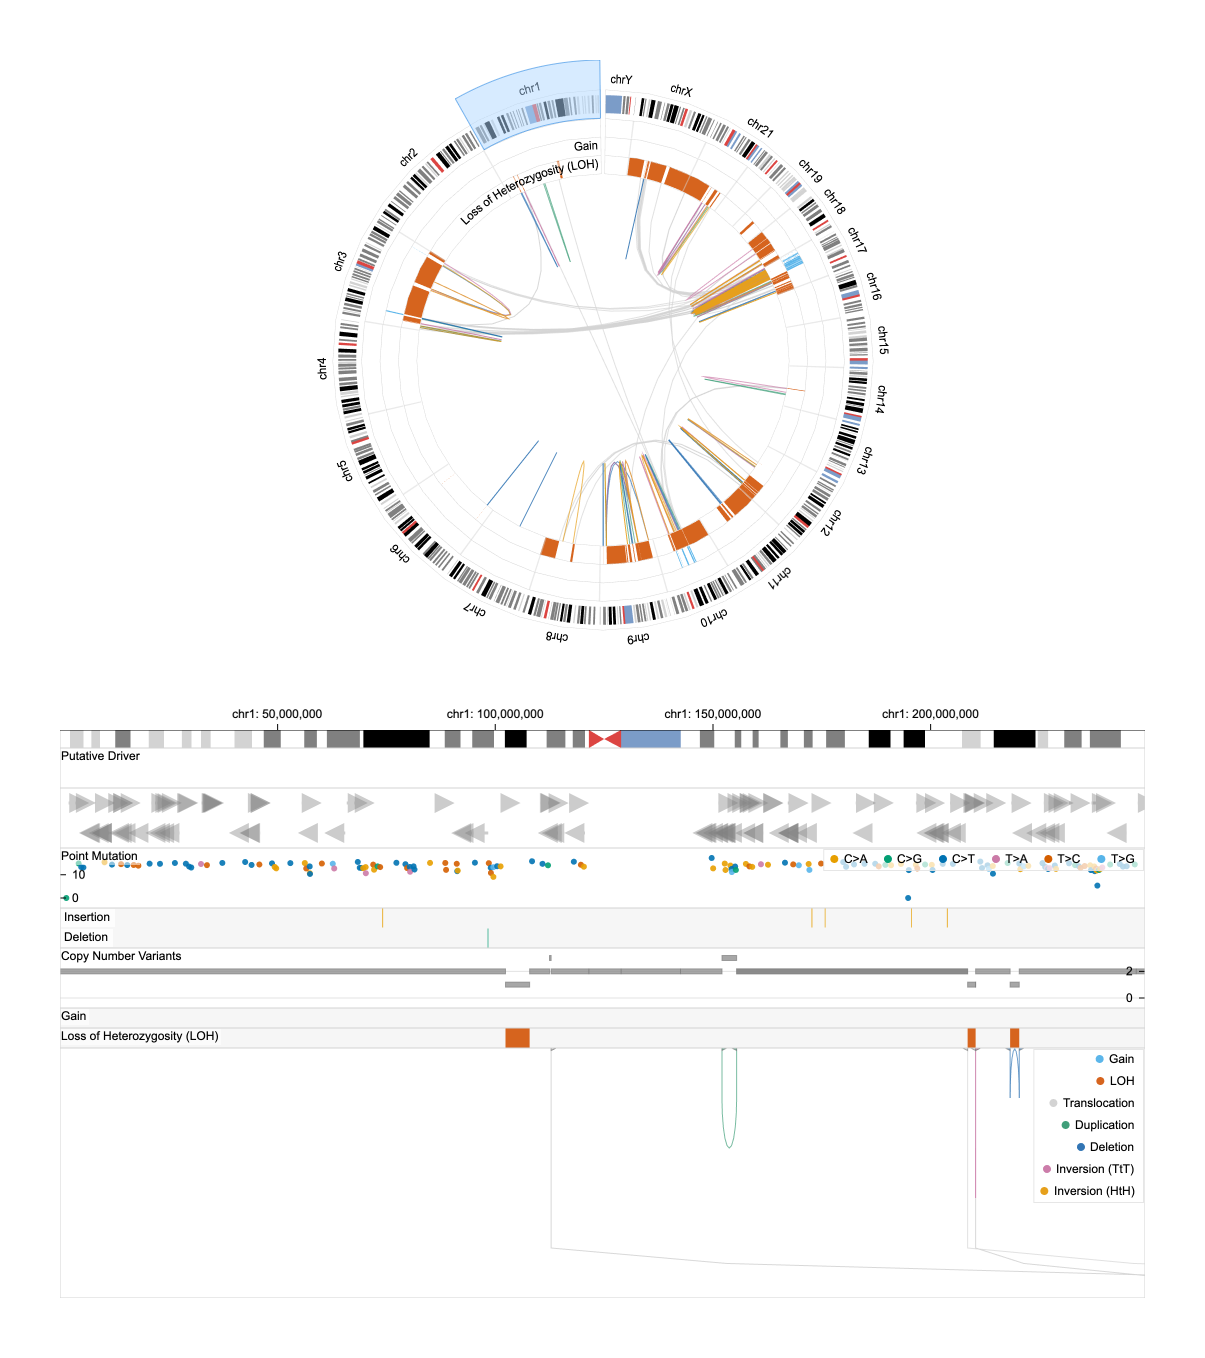 chrY
chrX
chr21
chr19
chr18
chr17
chr16
chr15
chr14
chr13
chr12
chr11
chr10
chr9
chr8
chr7
chr6
chr5
chr4
chr3
chr2
chr1
Gain
Loss of Heterozygosity (LOH)
chr1: 50,000,000
chr1: 100,000,000
chr1: 150,000,000
chr1: 200,000,000
Putative Driver
Point Mutation
C>A
C>G
C>T
T>A
T>C
T>G
10
0
Insertion
Deletion
Copy Number Variants
2
0
Gain
Loss of Heterozygosity (LOH)
Gain
LOH
Translocation
Duplication
Deletion
Inversion (TtT)
Inversion (HtH)